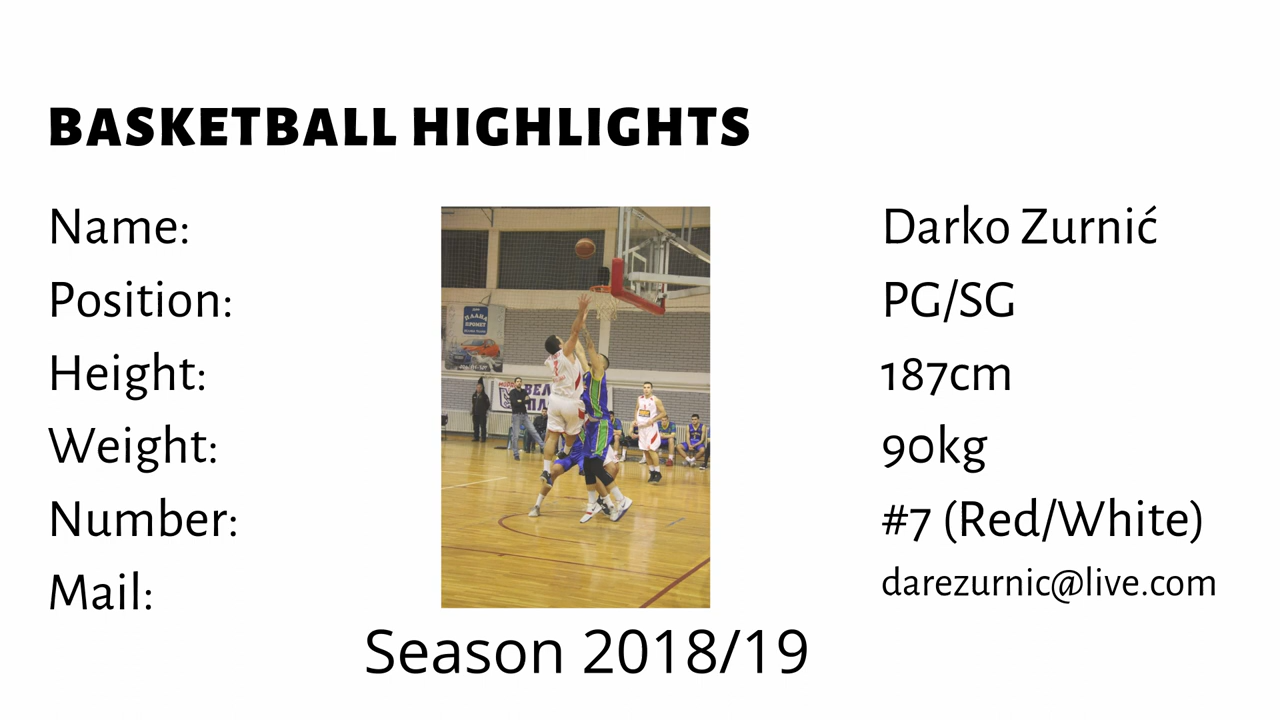 BASKETBALL HIGHLIGHTS
Name: Darko Zurnić
Position: PG/SG
Height: 187cm
Weight: 90kg
Number: #7 (Red/White)
Mail: darezurnic@live.com
Season 2018/19